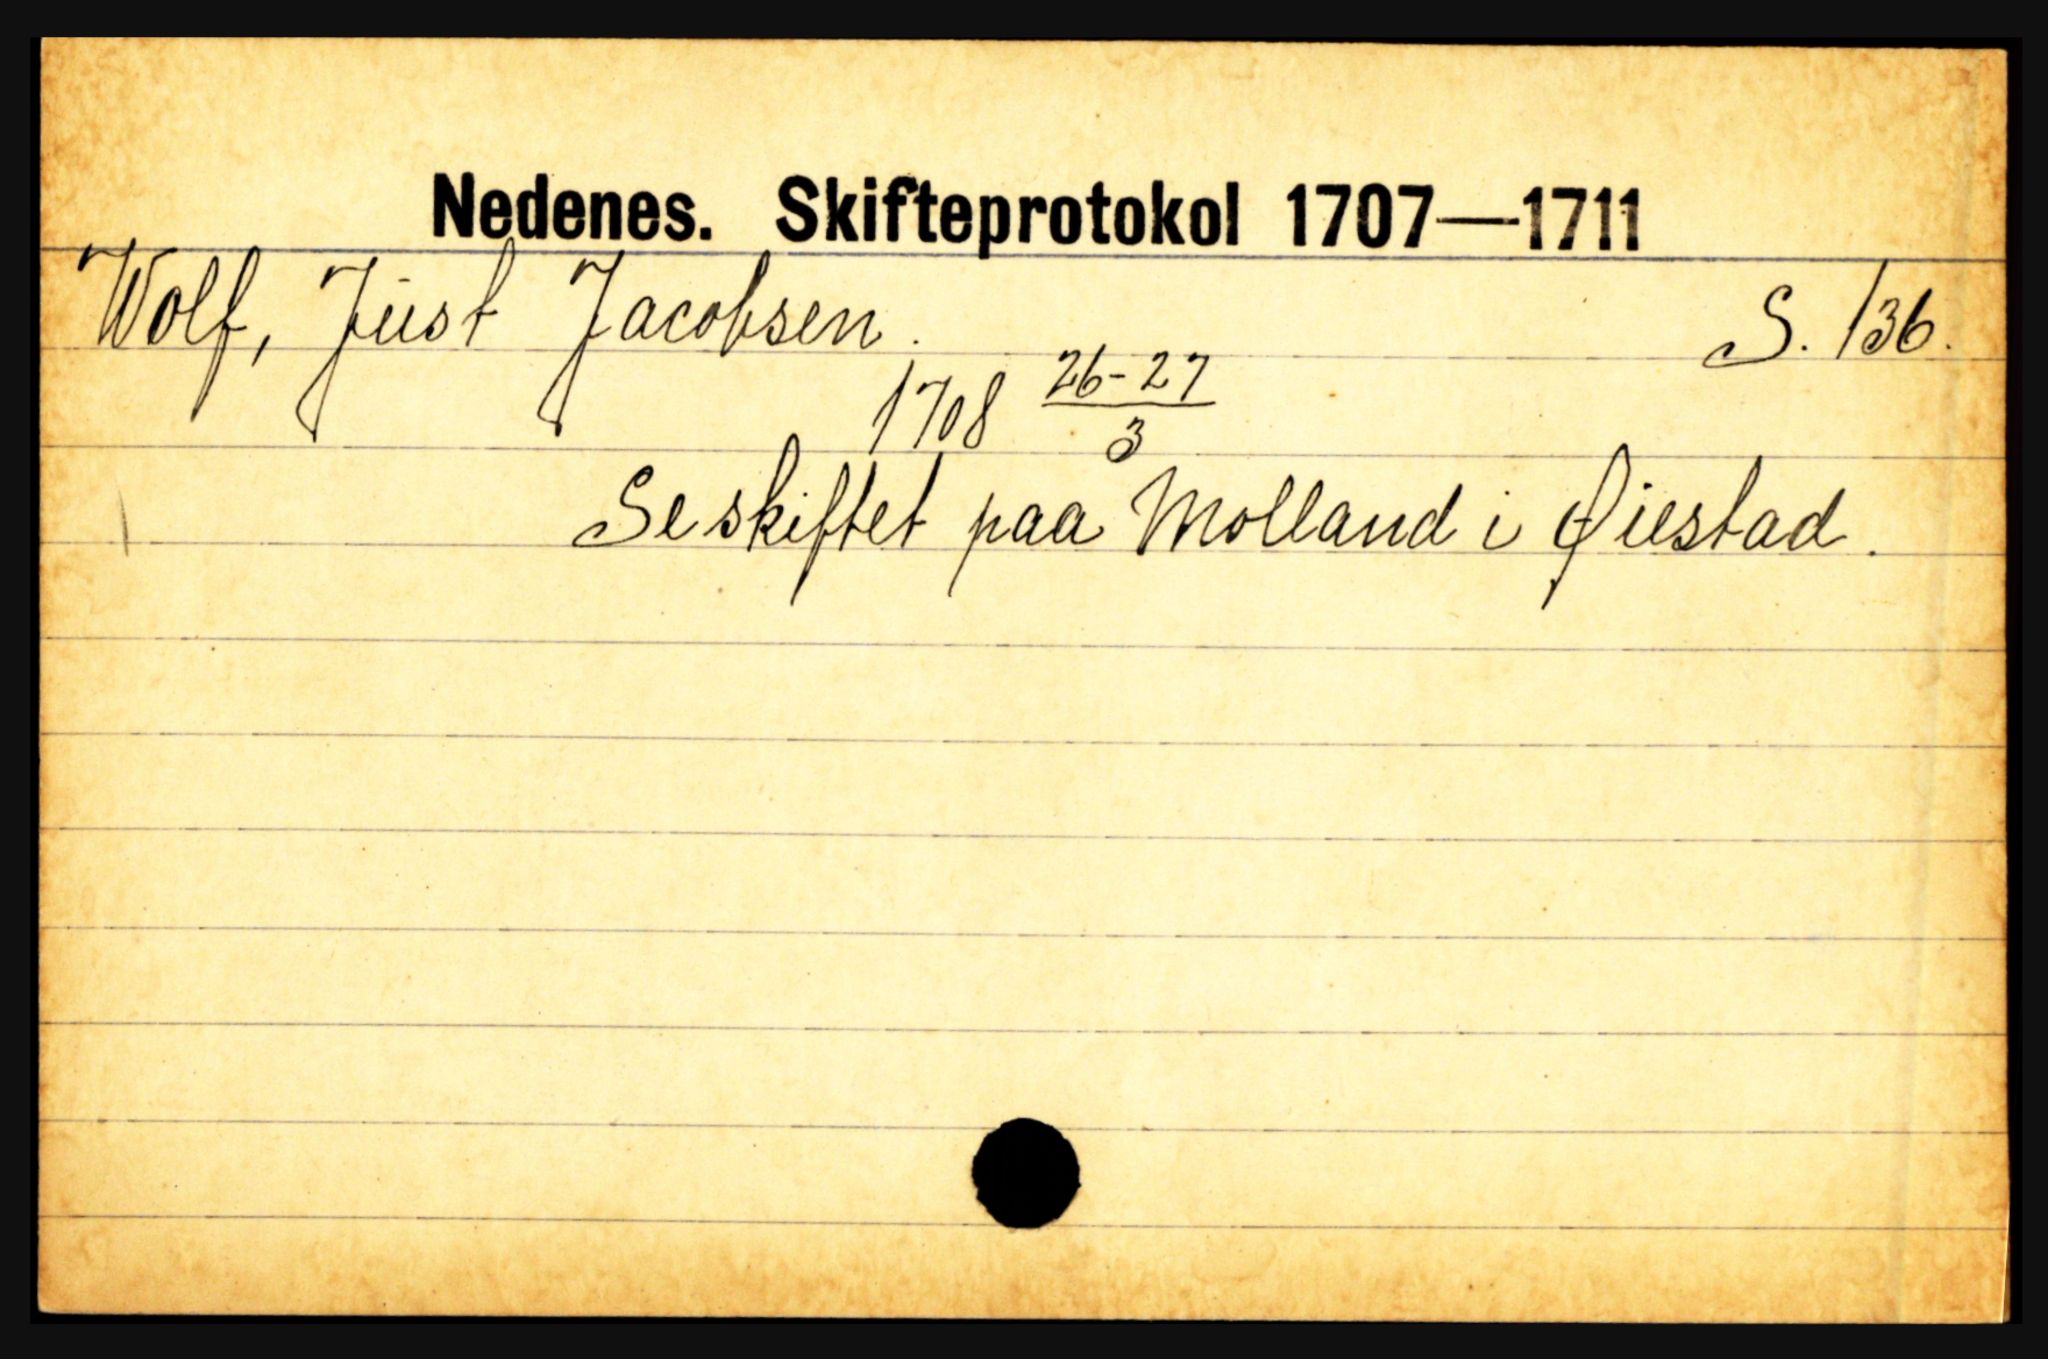 Nedenes. Skifteprotokol 1707—1711
Wolf, Just Jacobsen. S. 136.
1708 26-27/3
Se skiftet paa Molland i Øiestad.